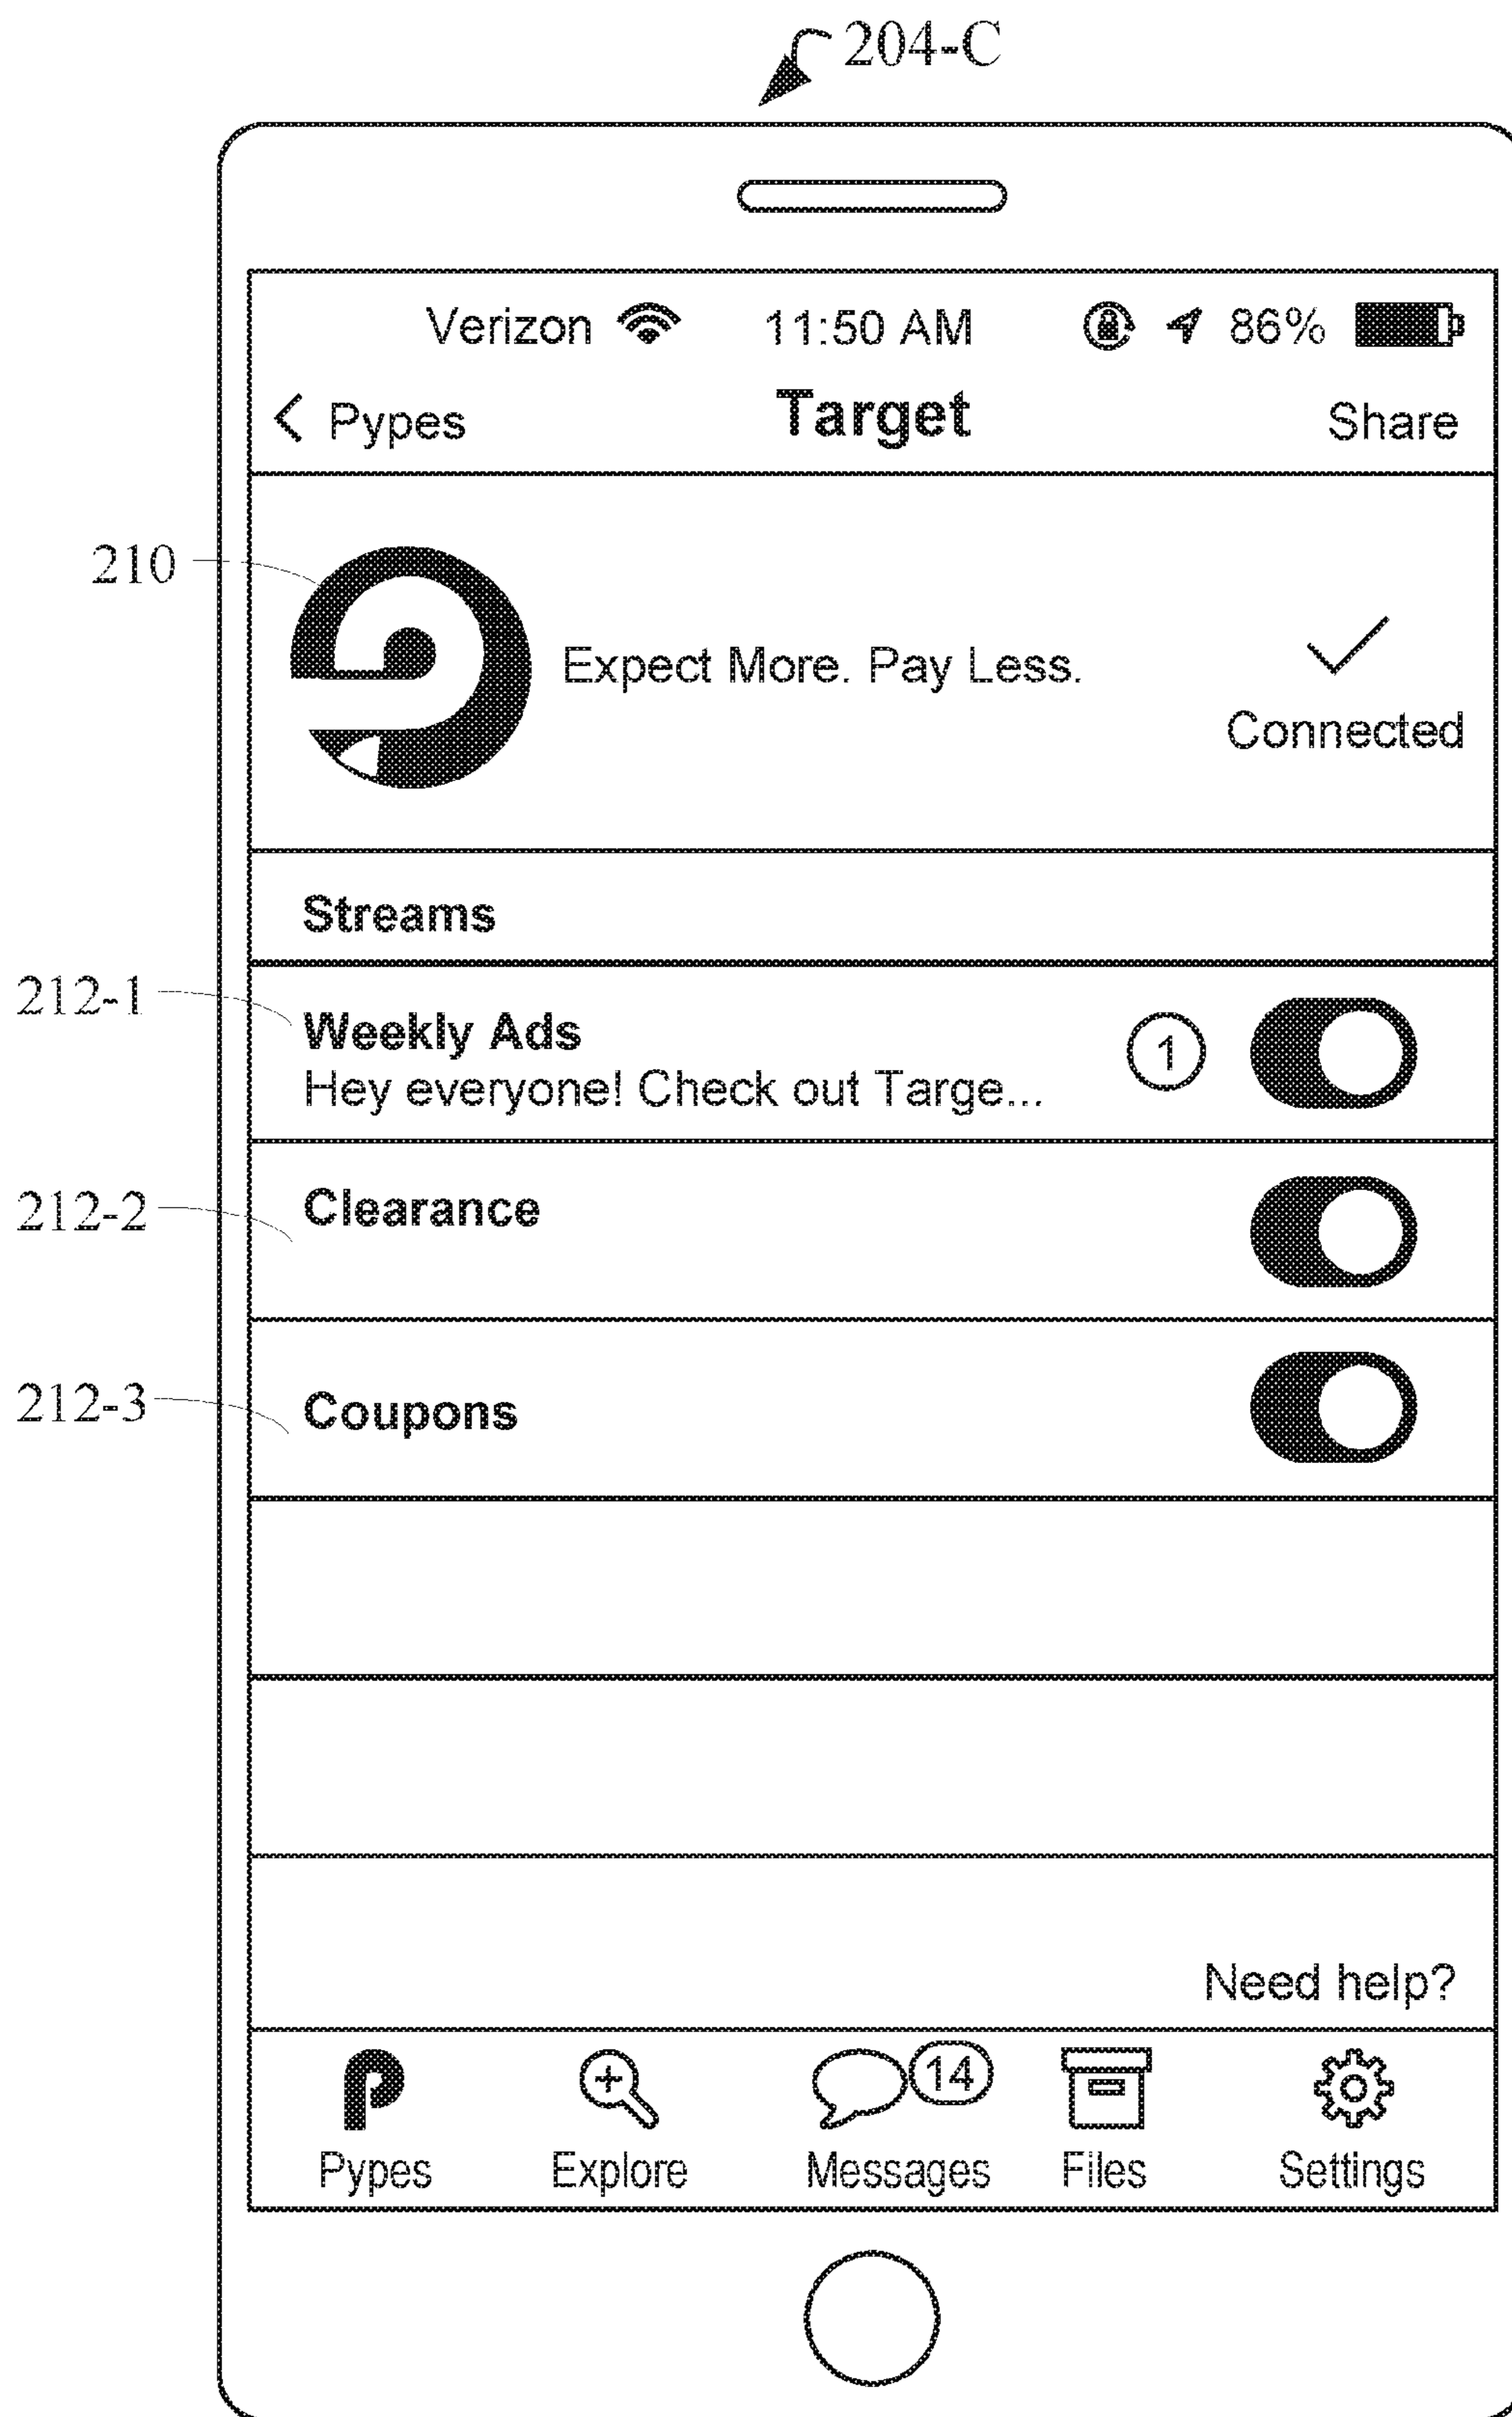 204-C
Verizon 11:50 AM 86%
Pypes Target Share
210
Expect More. Pay Less.
Connected
Streams
212-1
Weekly Ads
Hey everyone! Check out Targe...
1
212-2
Clearance
212-3
Coupons
Need help?
14
Pypes Explore Messages Files Settings